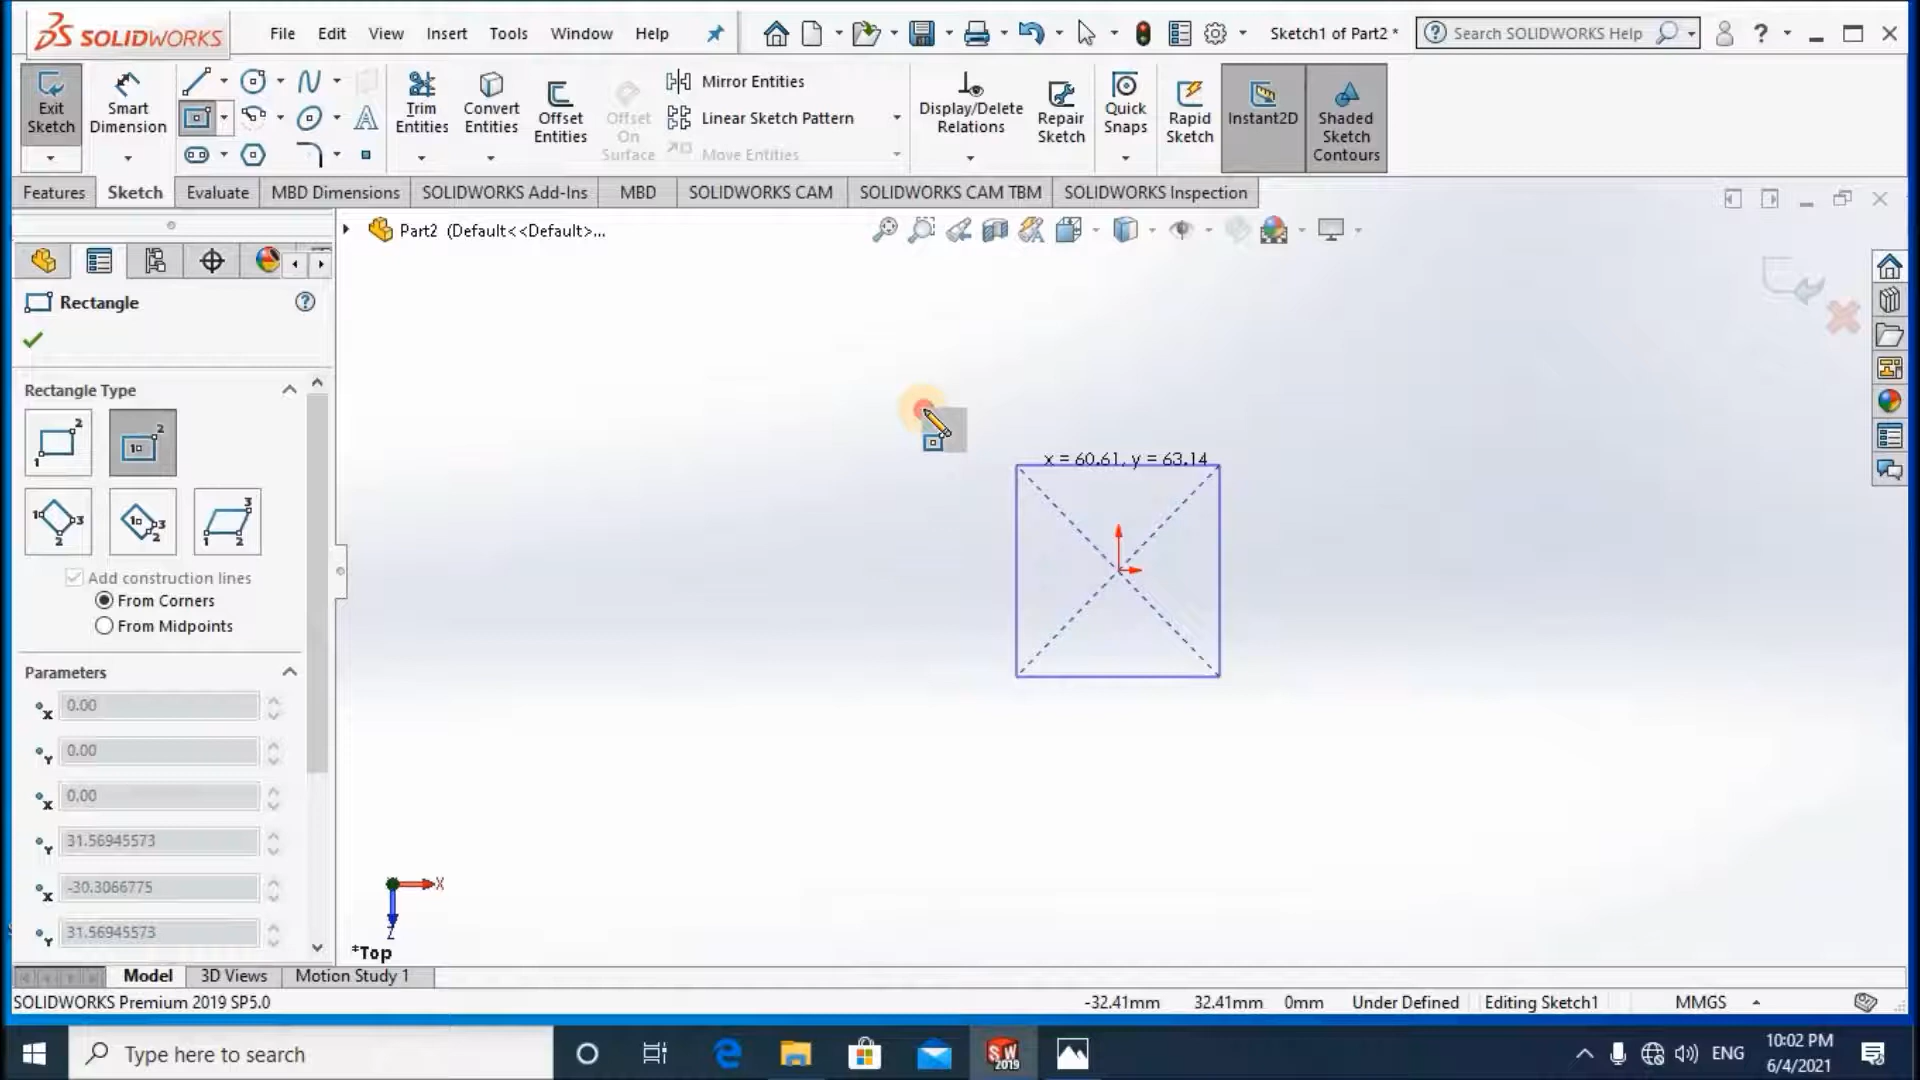 SOLIDWORKS
File Edit View Insert Tools Window Help
Sketch1 of Part2 *
Search SOLIDWORKS Help
Exit Sketch
Smart Dimension
Trim Entities
Convert Entities
Offset Entities
Offset On Surface
Mirror Entities
Linear Sketch Pattern
Move Entities
Display/Delete Relations
Repair Sketch
Quick Snaps
Rapid Sketch
Instant2D
Shaded Sketch Contours
Features Sketch Evaluate MBD Dimensions SOLIDWORKS Add-Ins MBD SOLIDWORKS CAM SOLIDWORKS CAM TBM SOLIDWORKS Inspection
Part2 (Default<<Default>...
Rectangle
Rectangle Type
Add construction lines
From Corners
From Midpoints
Parameters
X 0.00
Y 0.00
X 0.00
Y 31.56945573
X -30.3066775
Y 31.56945573
x = 60.61, y = 63.14
X
Z
*Top
Model 3D Views Motion Study 1
SOLIDWORKS Premium 2019 SP5.0
-32.41mm 32.41mm 0mm Under Defined Editing Sketch1 MMGS
Type here to search
SW 2019
ENG
10:02 PM
6/4/2021